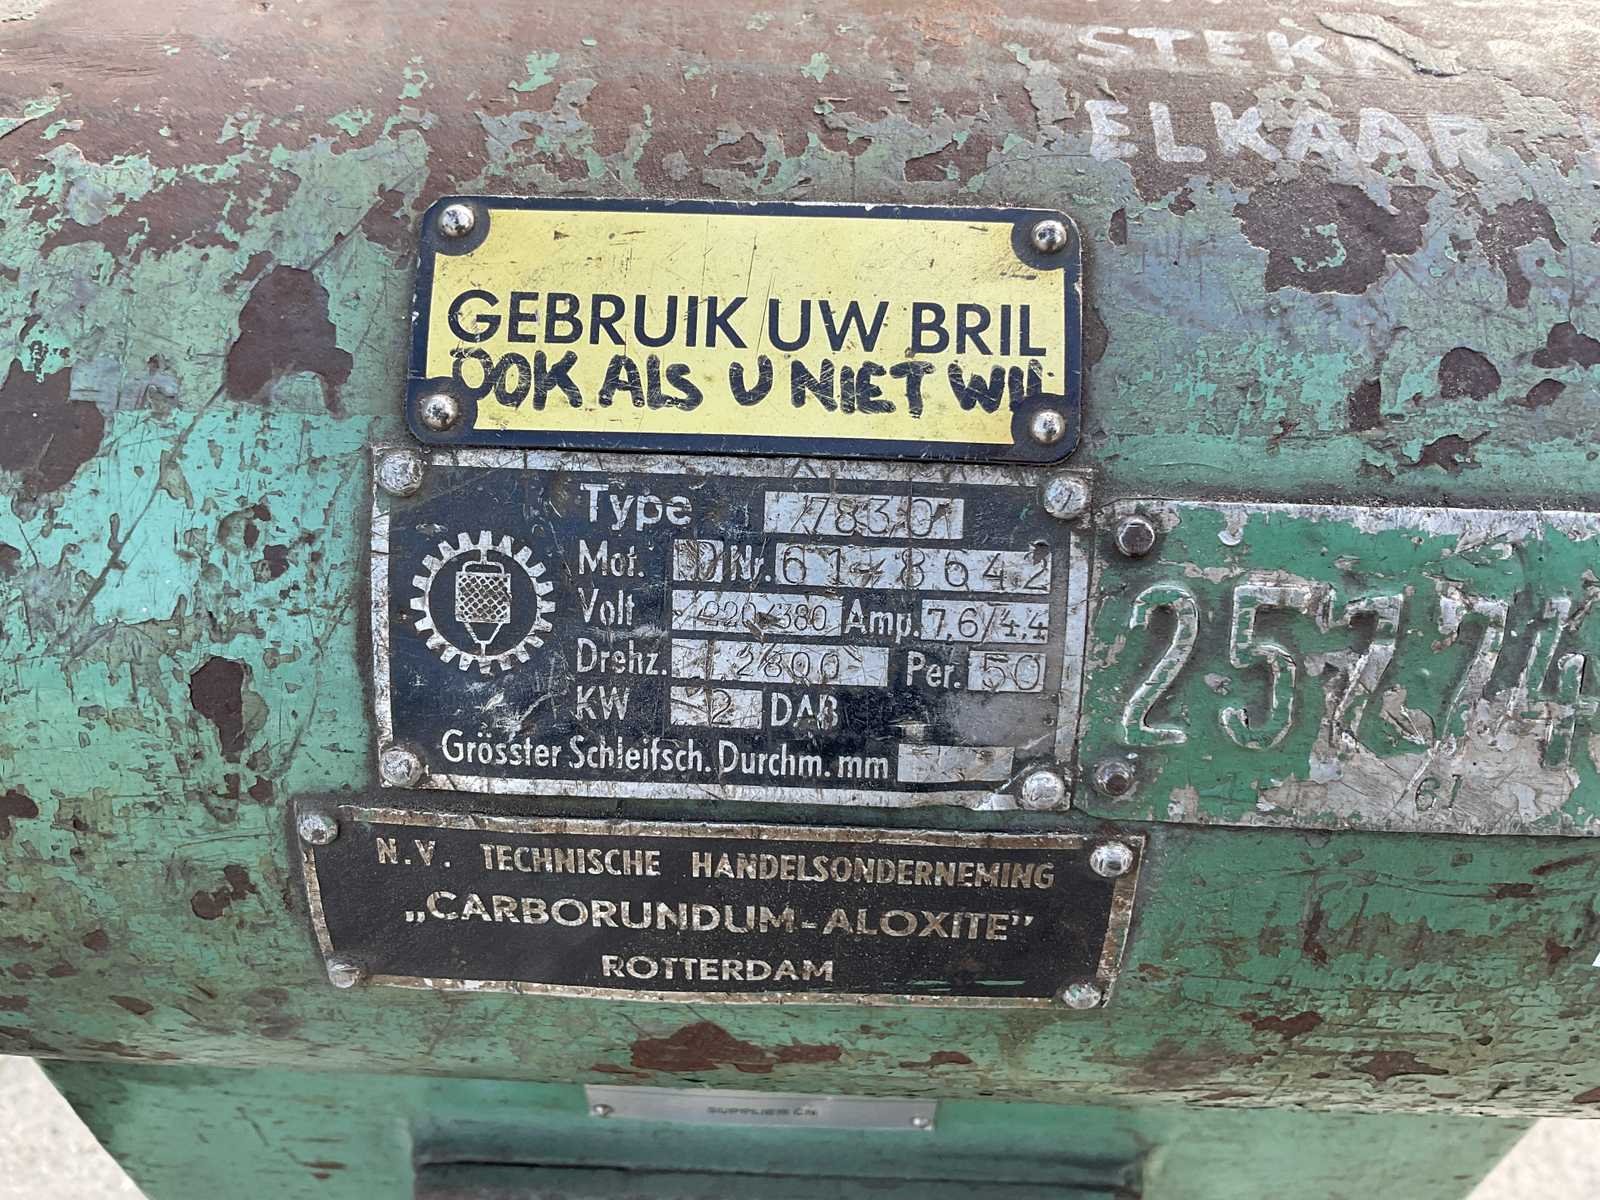 ELKAAR
GEBRUIK UW BRIL
OOK ALS U NIET WIL
Type 7830
Mot. D Nr. 61-8642
Volt 220/380 Amp. 7,6/4,4
Drehz. 2800 Per. 50
KW 2 DAB
Grösster Schleifsch. Durchm. mm
61
N.V. TECHNISCHE HANDELSONDERNEMING
„CARBORUNDUM-ALOXITE”
ROTTERDAM